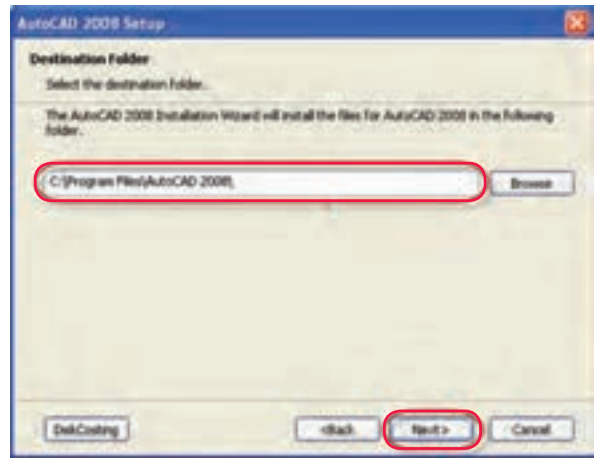 AutoCAD 2008 Setup
Destination Folder
Select the destination folder.
The AutoCAD 2008 Installation Wizard will install the files for AutoCAD 2008 in the following
folder.
C:\Program Files\AutoCAD 2008\
Browse
DiskCosting
<Back
Next>
Cancel